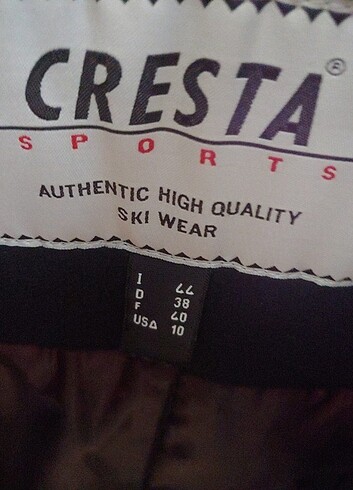 CRESTA®
SPORTS
AUTHENTIC HIGH QUALITY
SKI WEAR
I 44
D 38
F 40
USA 10